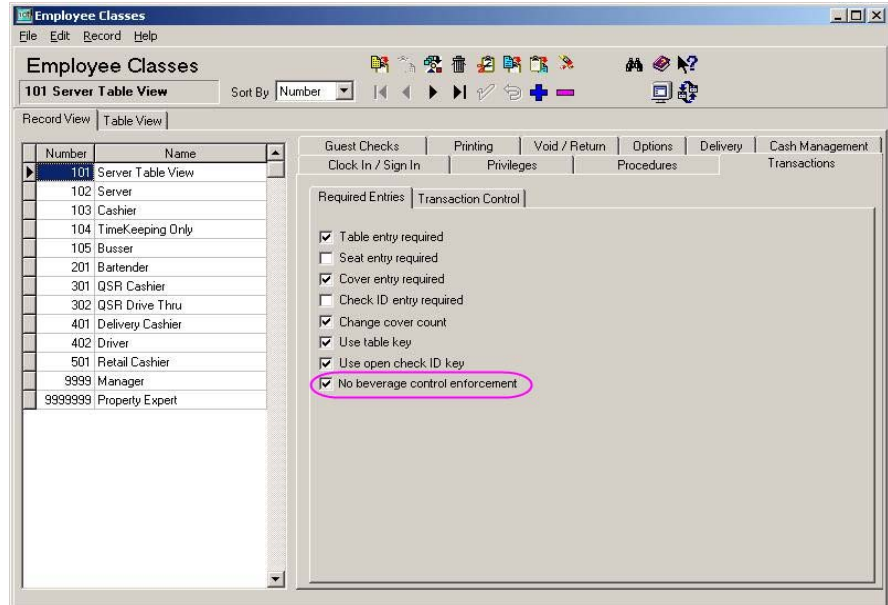 Employee Classes
File Edit Record Help
Employee Classes
101 Server Table View Sort By Number
Record View Table View
Number Name
101 Server Table View
102 Server
103 Cashier
104 TimeKeeping Only
105 Busser
201 Bartender
301 QSR Cashier
302 QSR Drive Thru
401 Delivery Cashier
402 Driver
501 Retail Cashier
9999 Manager
9999999 Property Expert
Guest Checks Printing Void / Return Options Delivery Cash Management
Clock In / Sign In Privileges Procedures Transactions
Required Entries Transaction Control
Table entry required
Seat entry required
Cover entry required
Check ID entry required
Change cover count
Use table key
Use open check ID key
No beverage control enforcement